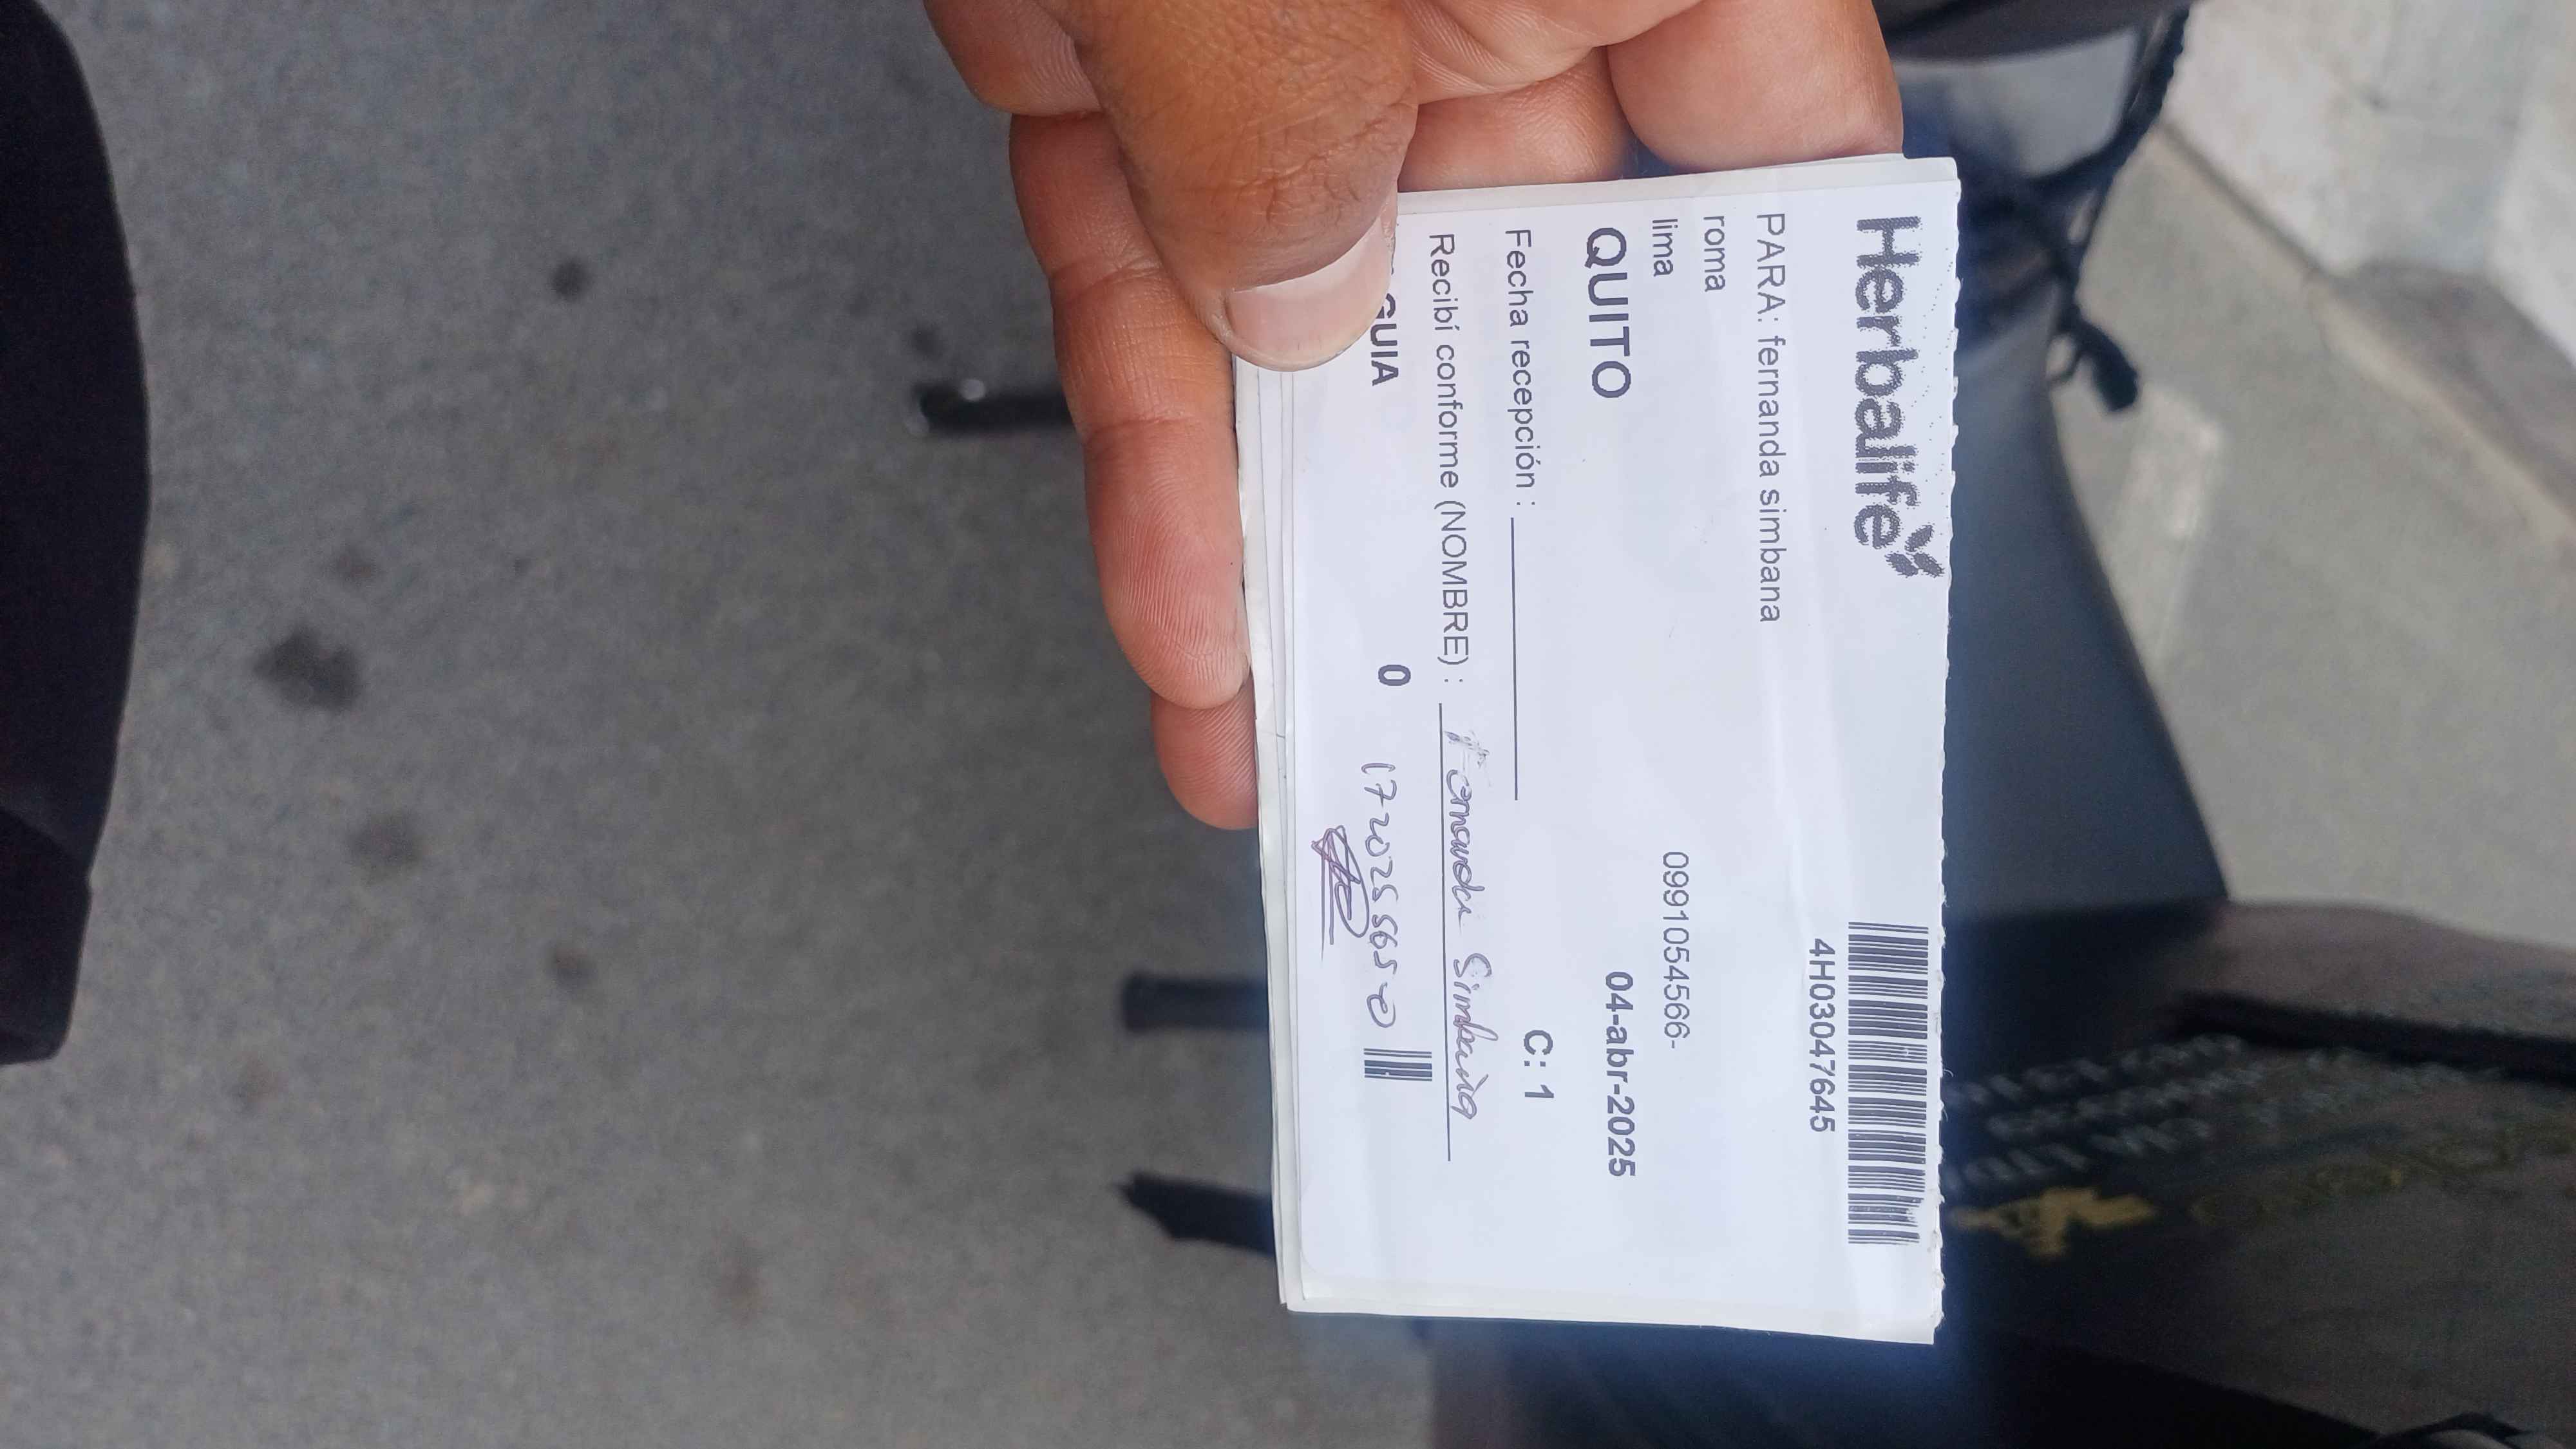 Herbalife
4H03047645
PARA: fernanda simbana
roma
lima 0991054566-
QUITO 04-abr-2025
Fecha recepción : C: 1
Recibí conforme (NOMBRE) : Fernanda Simbaña
GUIA 0